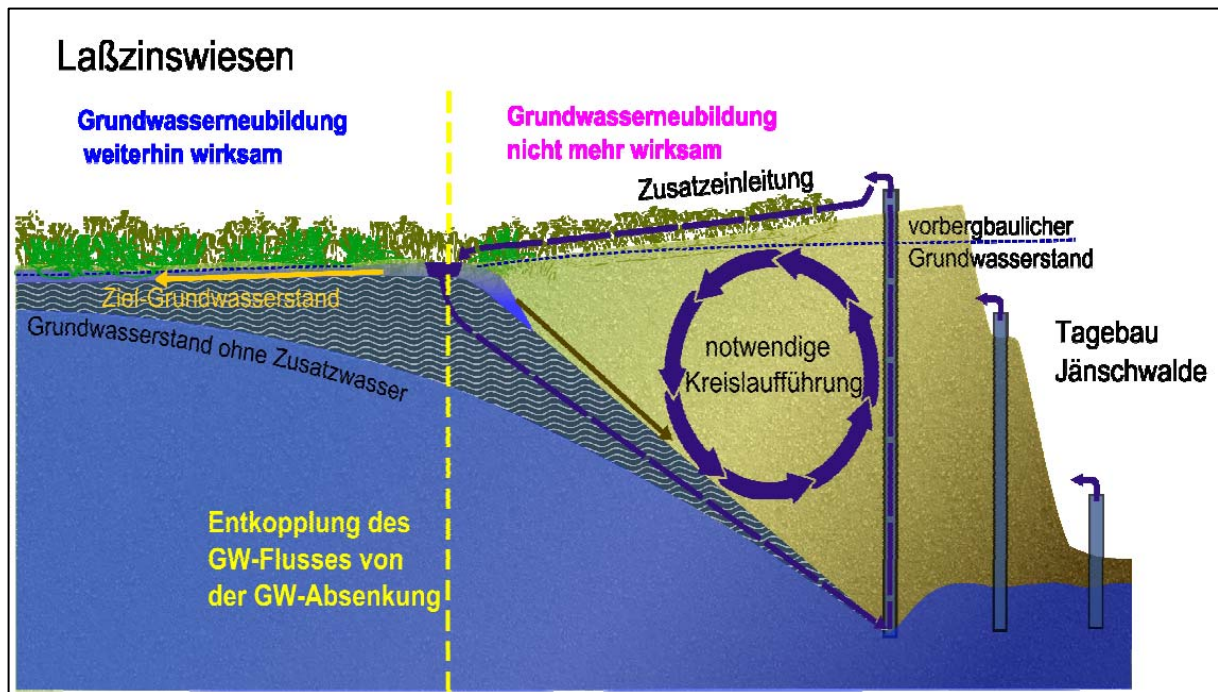 Laßzinswiesen
Grundwasserneubildung
weiterhin wirksam
Grundwasserneubildung
nicht mehr wirksam
Zusatzeinleitung
vorbergbaulicher
Grundwasserstand
Ziel-Grundwasserstand
Grundwasserstand ohne Zusatzwasser
notwendige
Kreislaufführung
Tagebau
Jänschwalde
Entkopplung des
GW-Flusses von
der GW-Absenkung